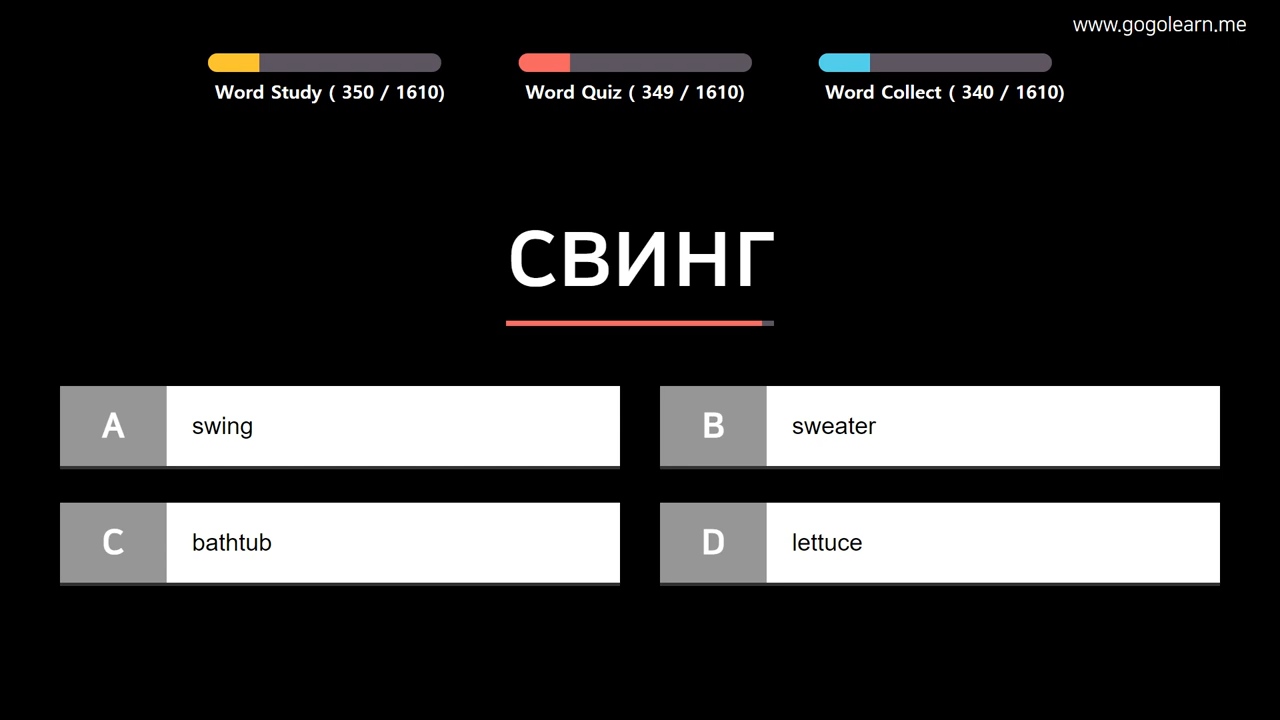 www.gogolearn.me
Word Study ( 350 / 1610)
Word Quiz ( 349 / 1610)
Word Collect ( 340 / 1610)
СВИНГ
A swing
B sweater
C bathtub
D lettuce